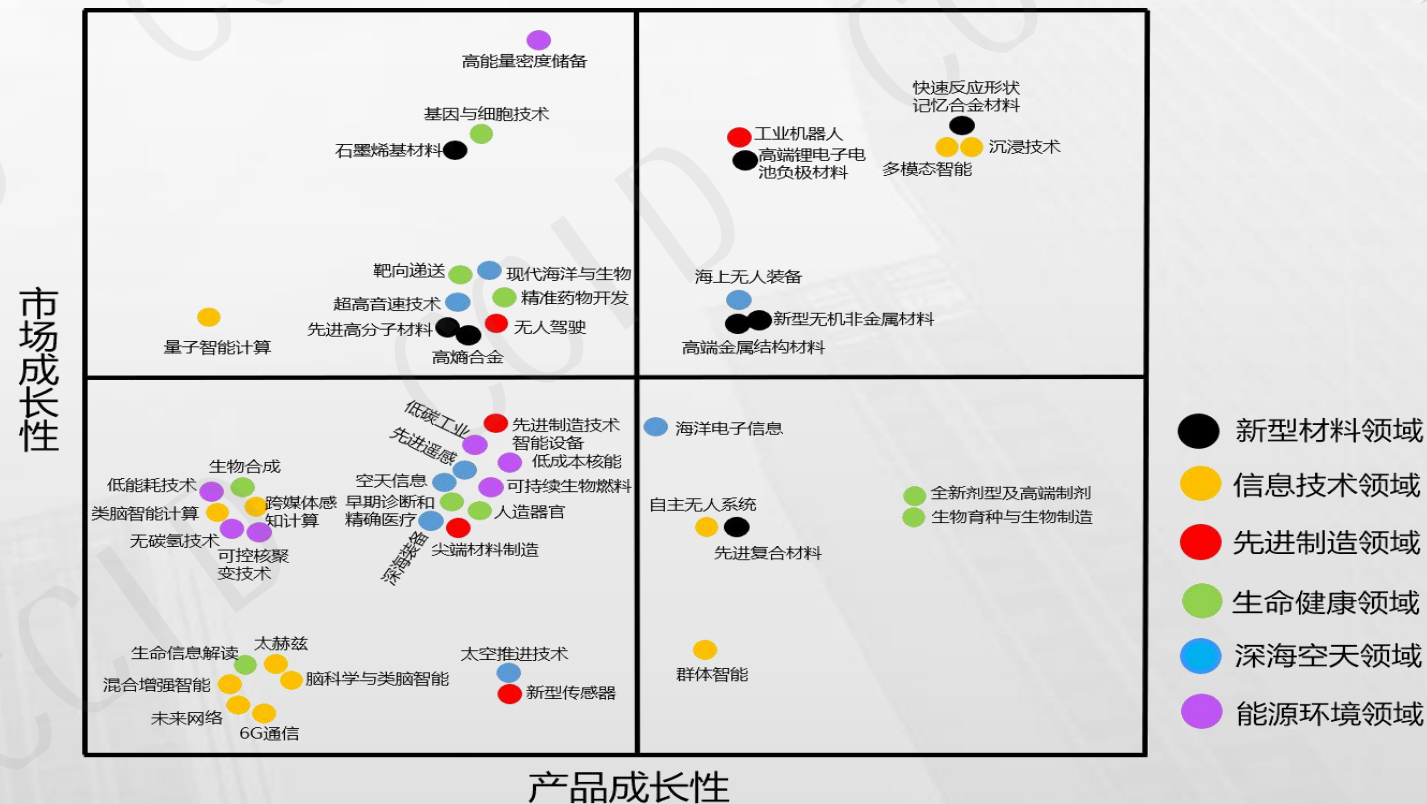 高能量密度储备
基因与细胞技术
石墨烯基材料
快速反应形状
记忆合金材料
工业机器人
高端锂电子电
池负极材料
沉浸技术
多模态智能
靶向递送
现代海洋与生物
超高音速技术
精准药物开发
先进高分子材料
无人驾驶
高熵合金
量子智能计算
海上无人装备
新型无机非金属材料
高端金属结构材料
市场成长性
低碳工业
先进制造技术
智能设备
先进遥感
低成本核能
空天信息
可持续生物燃料
早期诊断和
精确医疗
人造器官
深海装备
尖端材料制造
生物合成
低能耗技术
跨媒体感
知计算
类脑智能计算
无碳氢技术
可控核聚
变技术
海洋电子信息
自主无人系统
先进复合材料
全新剂型及高端制剂
生物育种与生物制造
群体智能
太赫兹
生命信息解读
脑科学与类脑智能
混合增强智能
未来网络
6G通信
太空推进技术
新型传感器
产品成长性
新型材料领域
信息技术领域
先进制造领域
生命健康领域
深海空天领域
能源环境领域
CCID
CCID